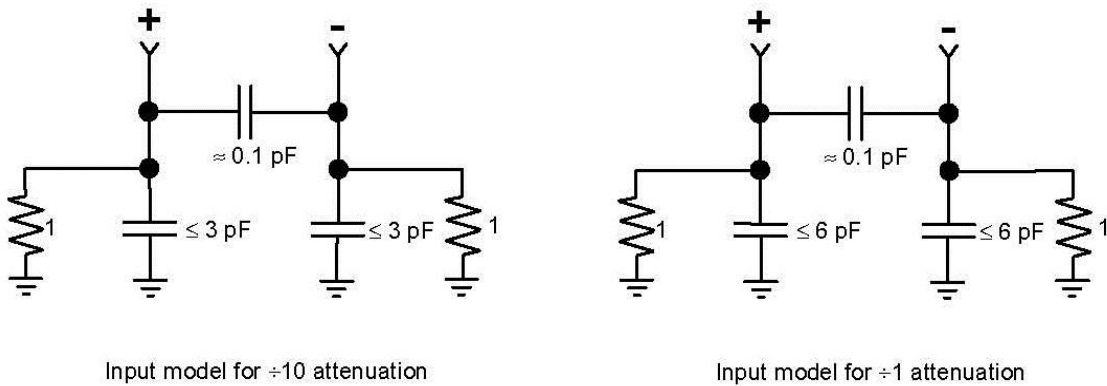 + - + -
≈ 0.1 pF ≈ 0.1 pF
1 ≤ 3 pF ≤ 3 pF 1 1 ≤ 6 pF ≤ 6 pF 1
Input model for ÷10 attenuation Input model for ÷1 attenuation